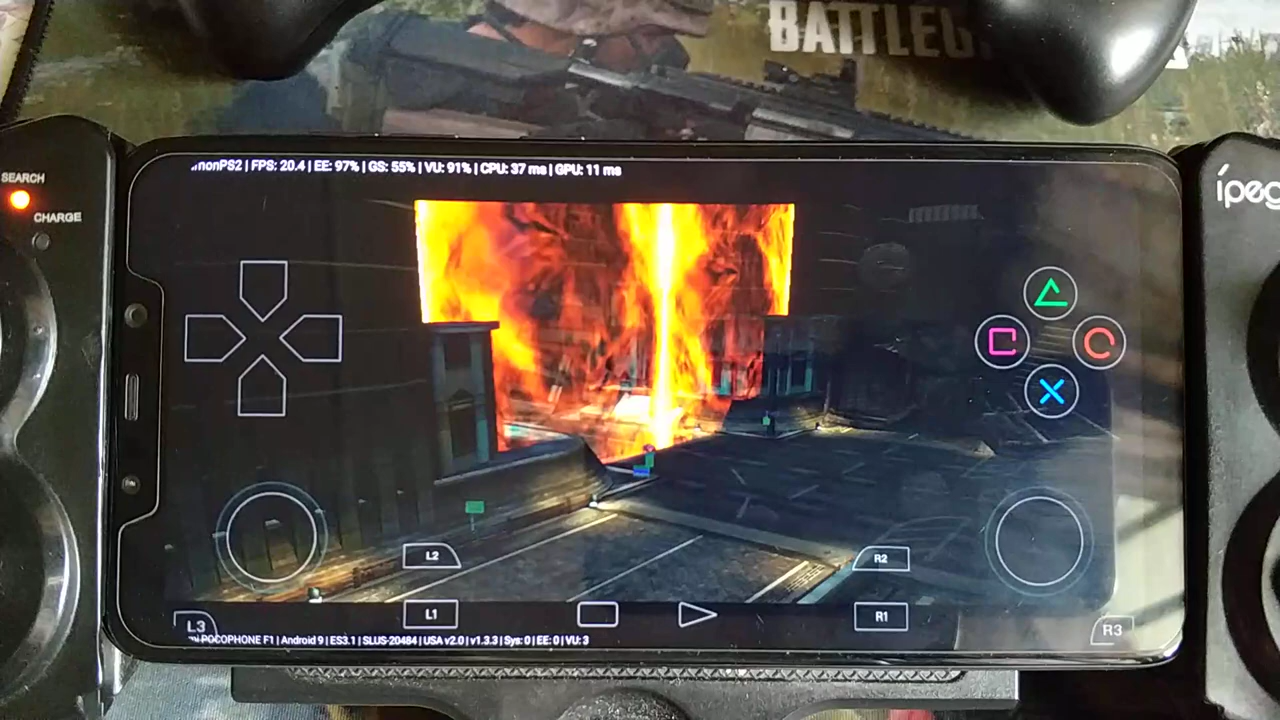 BATTLEG
SEARCH
CHARGE
nonPS2 | FPS: 20.4 | EE: 97% | GS: 55% | VU: 91% | CPU: 37 ms | GPU: 11 ms
ipeg
L2
R2
L1
R1
L3
R3
POCOPHONE F1 | Android 9 | ES3.1 | SLUS-20484 | USA v2.0 | v1.3.3 | Sys: 0 | EE: 0 | VU: 3